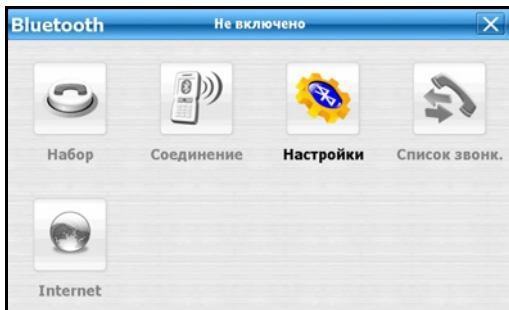 Bluetooth Не включено
Набор Соединение Настройки Список звонк.
Internet